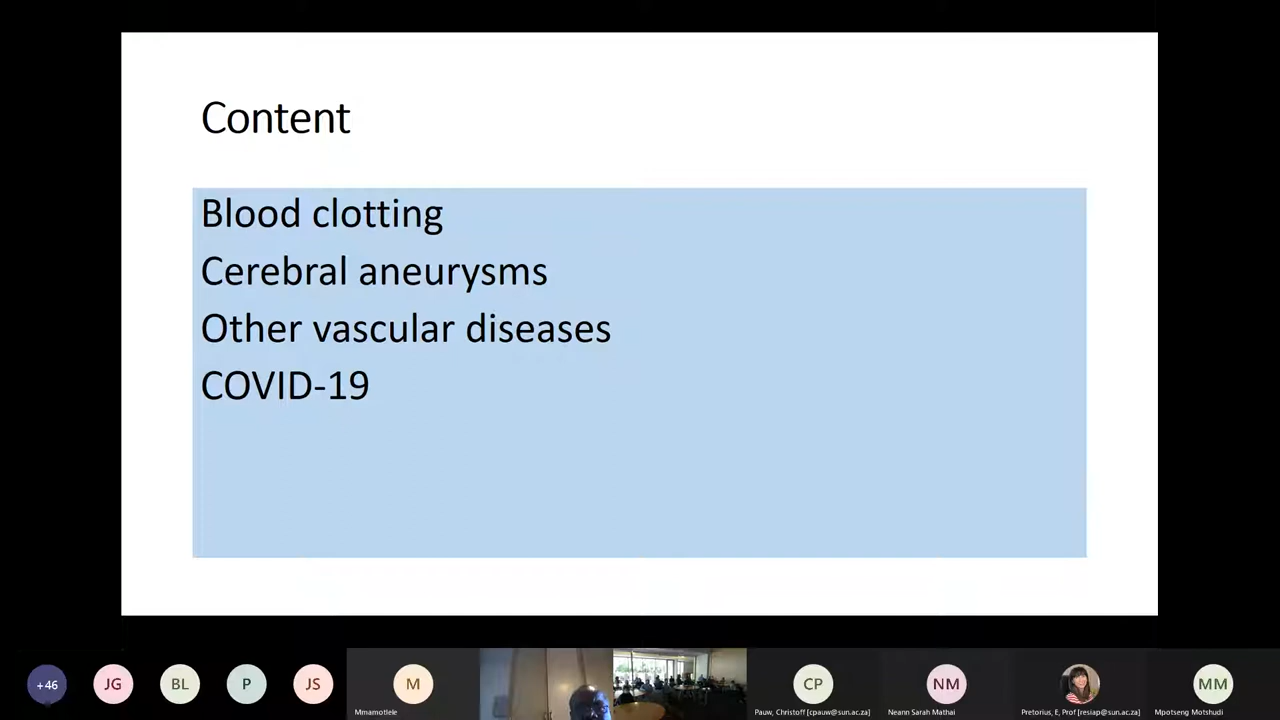 Content
Blood clotting
Cerebral aneurysms
Other vascular diseases
COVID-19
+46
JG
BL
P
JS
M
Mmamotlele
CP
Pauw, Christoff [cpauw@sun.ac.za]
NM
Neann Sarah Mathai
Pretorius, E, Prof [resiap@sun.ac.za]
MM
Mpotseng Motshudi